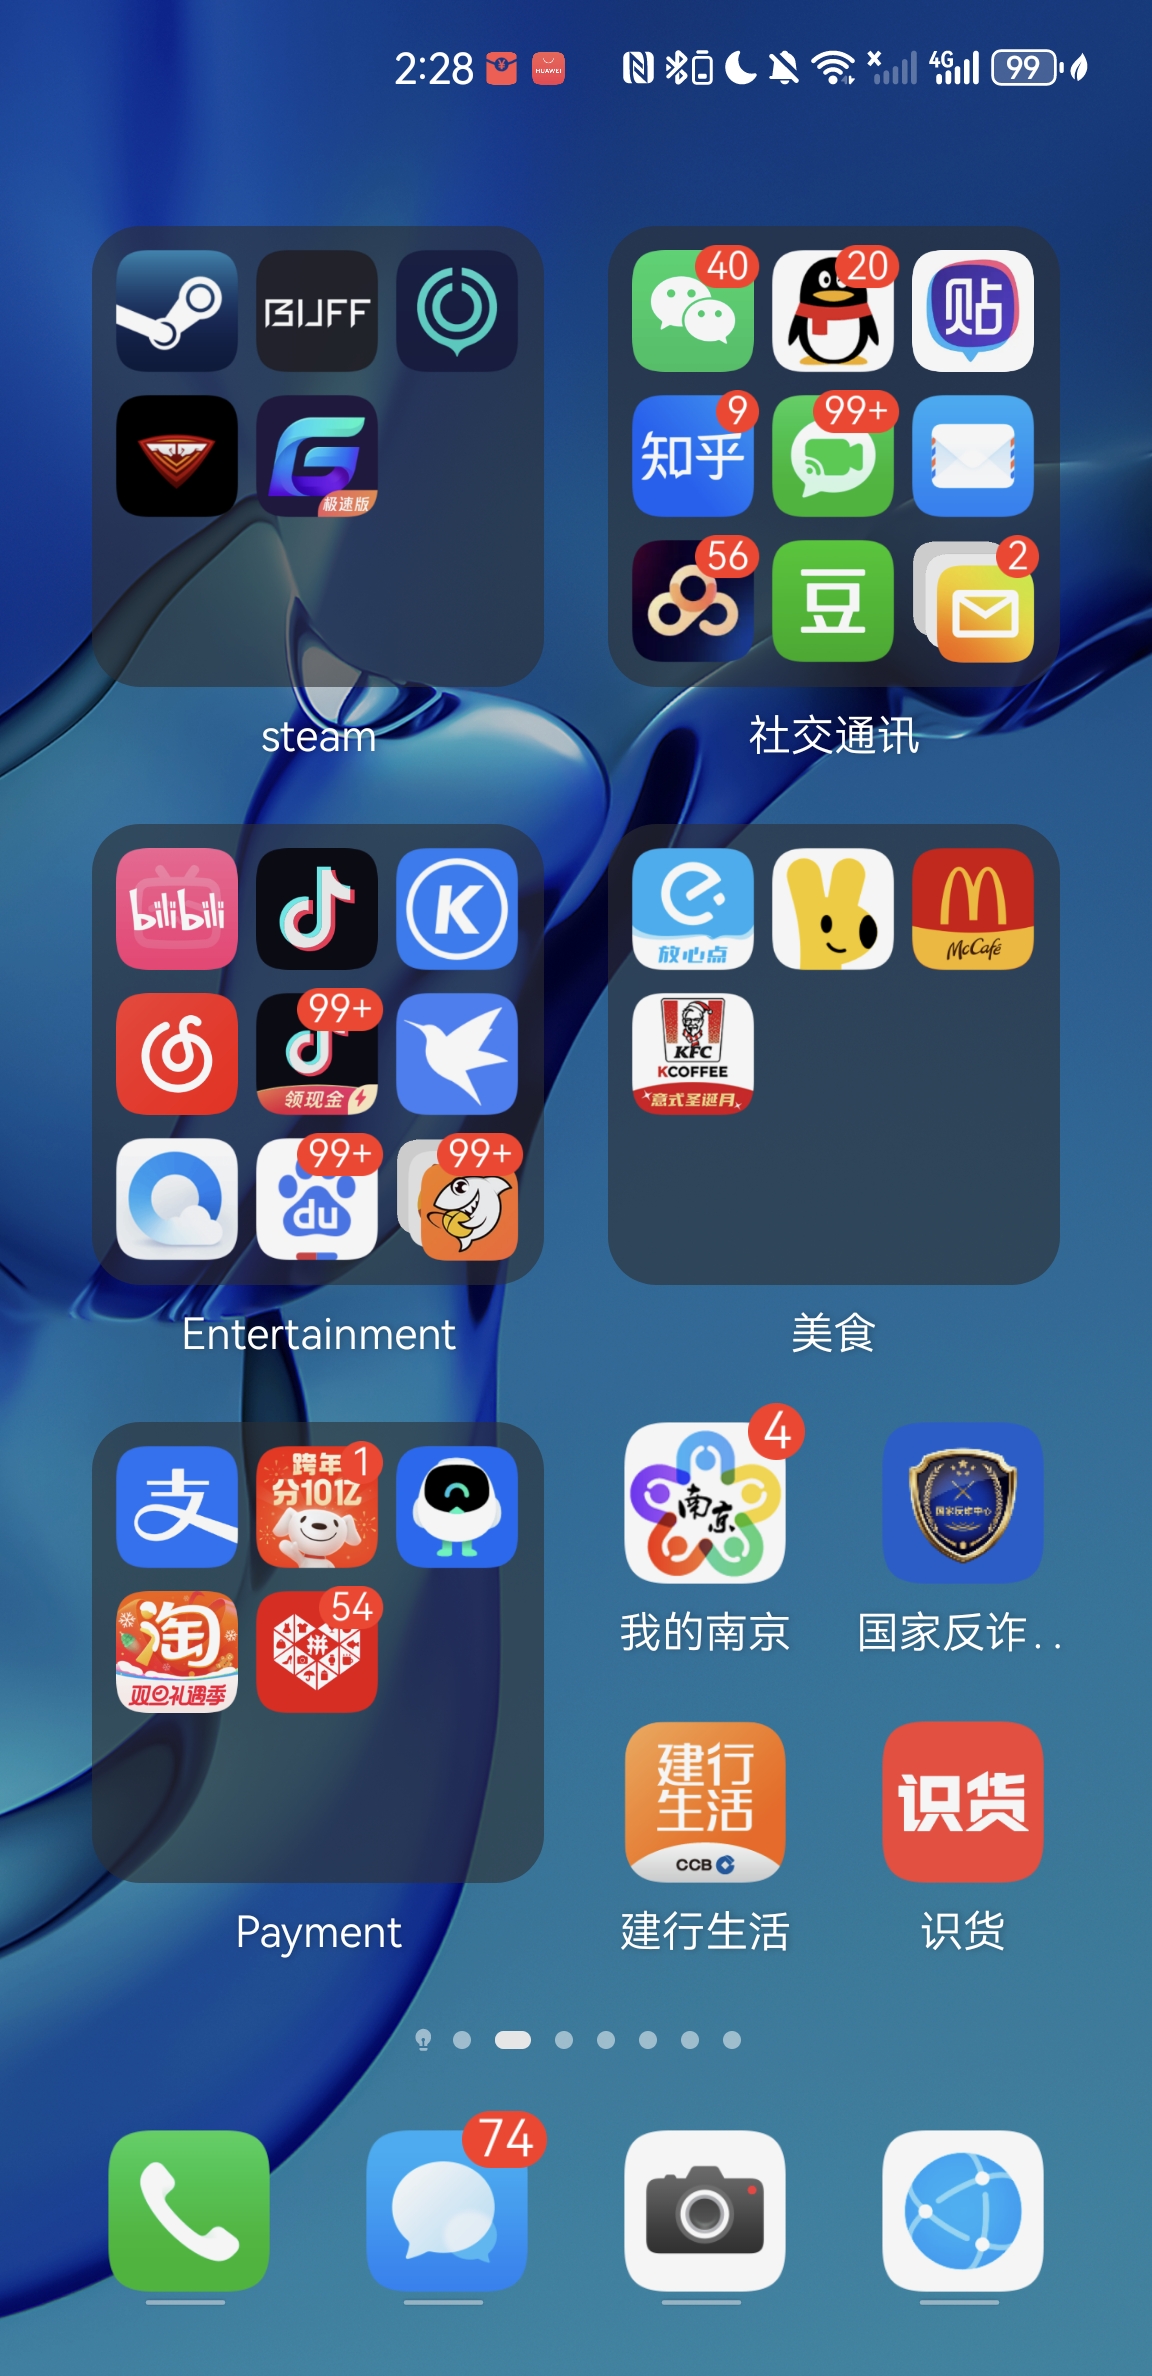 2:28
HUAWEI
4G
99
BUFF
40
20
贴
极速版
知乎
9
99+
56
豆
2
steam
社交通讯
bilibili
K
放心点
McCafé
99+
领现金
KFC
KCOFFEE
意式圣诞月
du
99+
99+
Entertainment
美食
支
跨年
分101亿
1
南京
4
国家反诈中心
淘
双旦礼遇季
拼
54
我的南京
国家反诈..
建行
生活
CCB
识货
Payment
建行生活
识货
74